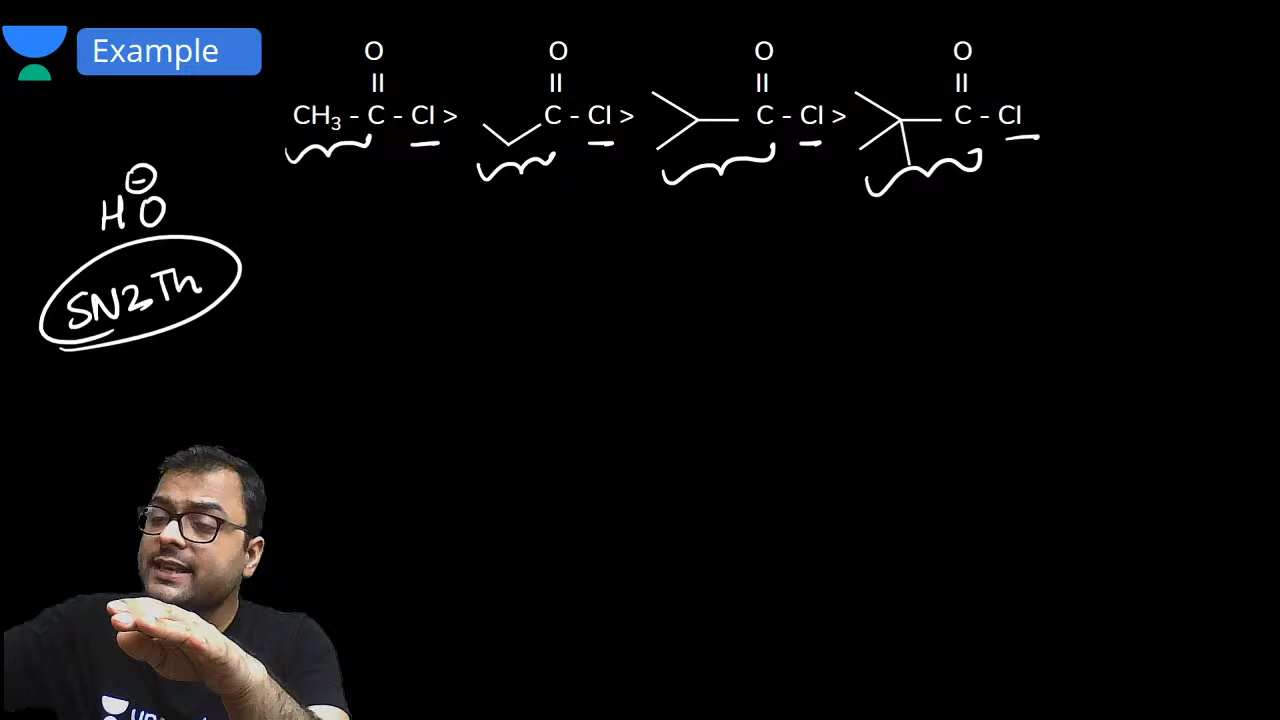 Example
O O O O
|| || || ||
CH₃ - C - Cl > C - Cl > C - Cl > C - Cl
⊖
HO
SN2Th